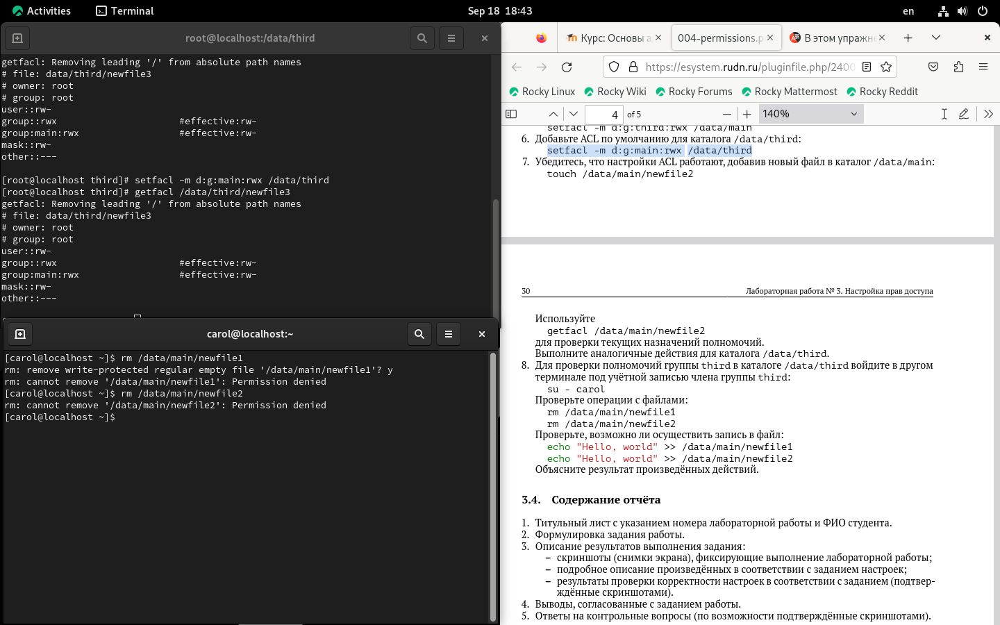 Activities
Terminal
Sep 18 18:43
en
root@localhost:/data/third
getfacl: Removing leading '/' from absolute path names
# file: data/third/newfile3
# owner: root
# group: root
user::rw-
group::rwx #effective:rw-
group:main:rwx #effective:rw-
mask::rw-
other::---
[root@localhost third]# setfacl -m d:g:main:rwx /data/third
[root@localhost third]# getfacl /data/third/newfile3
getfacl: Removing leading '/' from absolute path names
# file: data/third/newfile3
# owner: root
# group: root
user::rw-
group::rwx #effective:rw-
group:main:rwx #effective:rw-
mask::rw-
other::---
carol@localhost:~
[carol@localhost ~]$ rm /data/main/newfile1
rm: remove write-protected regular empty file '/data/main/newfile1'? y
rm: cannot remove '/data/main/newfile1': Permission denied
[carol@localhost ~]$ rm /data/main/newfile2
rm: cannot remove '/data/main/newfile2': Permission denied
[carol@localhost ~]$
Курс: Основы а
004-permissions.p
В этом упражне
https://esystem.rudn.ru/pluginfile.php/2400
Rocky Linux
Rocky Wiki
Rocky Forums
Rocky Mattermost
Rocky Reddit
4 of 5
140%
setfacl -m d:g:third:rwx /data/main
6. Добавьте ACL по умолчанию для каталога /data/third:
setfacl -m d:g:main:rwx /data/third
7. Убедитесь, что настройки ACL работают, добавив новый файл в каталог /data/main:
touch /data/main/newfile2
30 Лабораторная работа № 3. Настройка прав доступа
Используйте
getfacl /data/main/newfile2
для проверки текущих назначений полномочий.
Выполните аналогичные действия для каталога /data/third.
8. Для проверки полномочий группы third в каталоге /data/third войдите в другом
терминале под учётной записью члена группы third:
su - carol
Проверьте операции с файлами:
rm /data/main/newfile1
rm /data/main/newfile2
Проверьте, возможно ли осуществить запись в файл:
echo "Hello, world" >> /data/main/newfile1
echo "Hello, world" >> /data/main/newfile2
Объясните результат произведённых действий.
3.4. Содержание отчёта
1. Титульный лист с указанием номера лабораторной работы и ФИО студента.
2. Формулировка задания работы.
3. Описание результатов выполнения задания:
– скриншоты (снимки экрана), фиксирующие выполнение лабораторной работы;
– подробное описание произведённых в соответствии с заданием настроек;
– результаты проверки корректности настроек в соответствии с заданием (подтвер-
ждённые скриншотами).
4. Выводы, согласованные с заданием работы.
5. Ответы на контрольные вопросы (по возможности подтверждённые скриншотами).